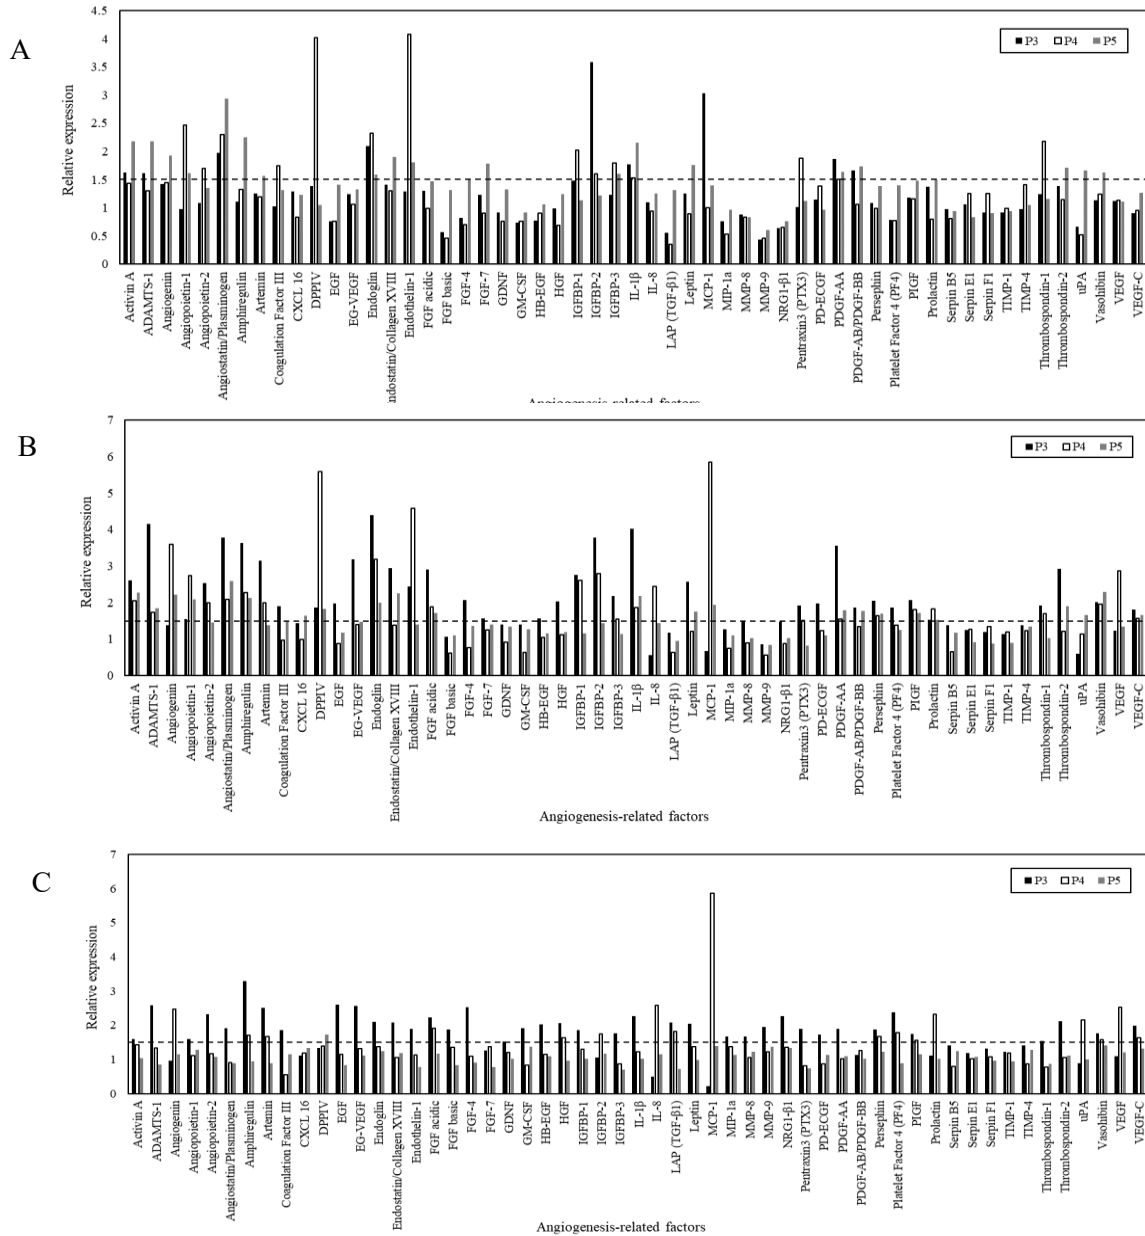 A
Relative expression
4.5
4
3.5
3
2.5
2
1.5
1
0.5
0
P3 P4 P5
Activin A
ADAMTS-1
Angiogenin
Angiopoietin-1
Angiopoietin-2
Angiostatin/Plasminogen
Amphiregulin
Artemin
Coagulation Factor III
CXCL 16
DPPIV
EGF
EG-VEGF
Endoglin
ndostatin/Collagen XVIII
Endothelin-1
FGF acidic
FGF basic
FGF-4
FGF-7
GDNF
GM-CSF
HB-EGF
HGF
IGFBP-1
IGFBP-2
IGFBP-3
IL-1β
IL-8
LAP (TGF-β1)
Leptin
MCP-1
MIP-1a
MMP-8
MMP-9
NRG1-β1
Pentraxin3 (PTX3)
PD-ECGF
PDGF-AA
PDGF-AB/PDGF-BB
Persephin
Platelet Factor 4 (PF4)
PIGF
Prolactin
Serpin B5
Serpin E1
Serpin F1
TIMP-1
TIMP-4
Thrombospondin-1
Thrombospondin-2
uPA
Vasohibin
VEGF
VEGF-C
Angiogenesis-related factors
B
Relative expression
7
6
5
4
3
2
1
0
P3 P4 P5
Activin A
ADAMTS-1
Angiogenin
Angiopoietin-1
Angiopoietin-2
Angiostatin/Plasminogen
Amphiregulin
Artemin
Coagulation Factor III
CXCL 16
DPPIV
EGF
EG-VEGF
Endoglin
Endostatin/Collagen XVIII
Endothelin-1
FGF acidic
FGF basic
FGF-4
FGF-7
GDNF
GM-CSF
HB-EGF
HGF
IGFBP-1
IGFBP-2
IGFBP-3
IL-1β
IL-8
LAP (TGF-β1)
Leptin
MCP-1
MIP-1a
MMP-8
MMP-9
NRG1-β1
Pentraxin3 (PTX3)
PD-ECGF
PDGF-AA
PDGF-AB/PDGF-BB
Persephin
Platelet Factor 4 (PF4)
PIGF
Prolactin
Serpin B5
Serpin E1
Serpin F1
TIMP-1
TIMP-4
Thrombospondin-1
Thrombospondin-2
uPA
Vasohibin
VEGF
VEGF-C
Angiogenesis-related factors
C
Relative expression
7
6
5
4
3
2
1
0
P3 P4 P5
Activin A
ADAMTS-1
Angiogenin
Angiopoietin-1
Angiopoietin-2
Angiostatin/Plasminogen
Amphiregulin
Artemin
Coagulation Factor III
CXCL 16
DPPIV
EGF
EG-VEGF
Endoglin
Endostatin/Collagen XVIII
Endothelin-1
FGF acidic
FGF basic
FGF-4
FGF-7
GDNF
GM-CSF
HB-EGF
HGF
IGFBP-1
IGFBP-2
IGFBP-3
IL-1β
IL-8
LAP (TGF-β1)
Leptin
MCP-1
MIP-1a
MMP-8
MMP-9
NRG1-β1
Pentraxin3 (PTX3)
PD-ECGF
PDGF-AA
PDGF-AB/PDGF-BB
Persephin
Platelet Factor 4 (PF4)
PIGF
Prolactin
Serpin B5
Serpin E1
Serpin F1
TIMP-1
TIMP-4
Thrombospondin-1
Thrombospondin-2
uPA
Vasohibin
VEGF
VEGF-C
Angiogenesis-related factors